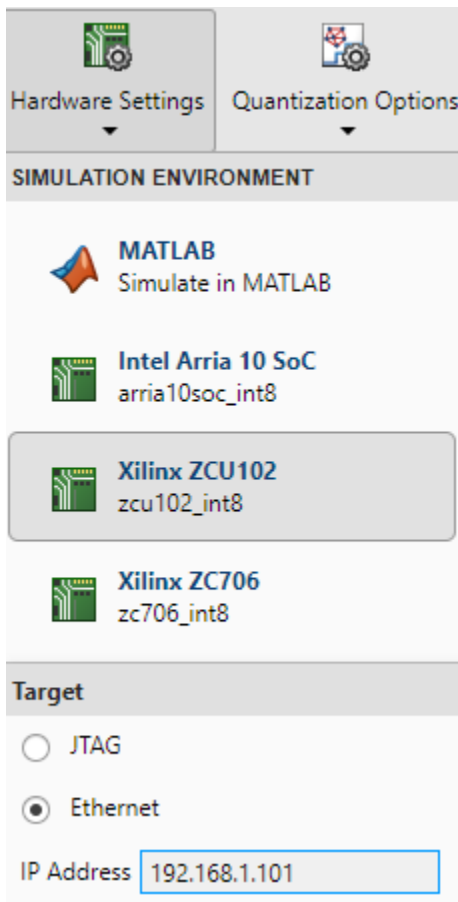 Hardware Settings Quantization Options
SIMULATION ENVIRONMENT
MATLAB
Simulate in MATLAB
Intel Arria 10 SoC
arria10soc_int8
Xilinx ZCU102
zcu102_int8
Xilinx ZC706
zc706_int8
Target
JTAG
Ethernet
IP Address 192.168.1.101